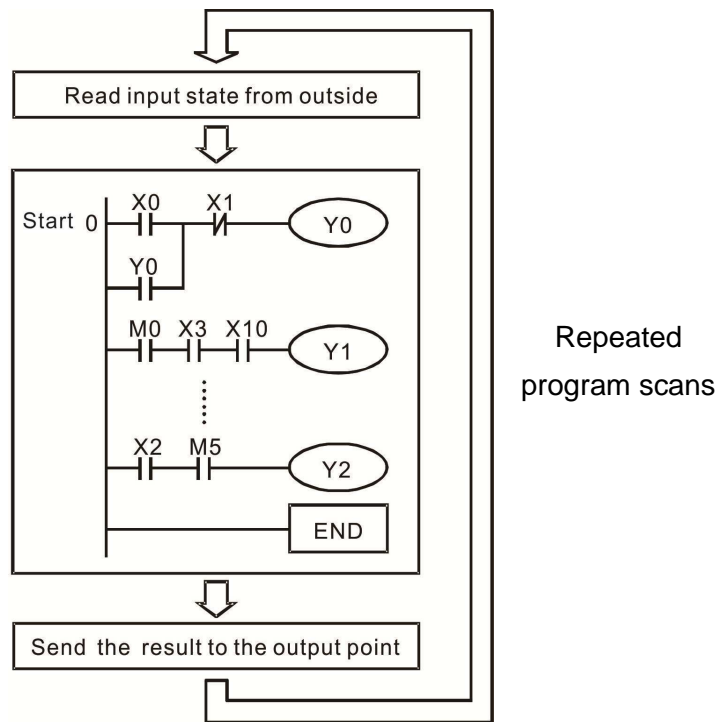 Read input state from outside
X0 X1
Start 0 Y0
Y0
M0 X3 X10
Y1
X2 M5
Y2
END
Send the result to the output point
Repeated
program scans